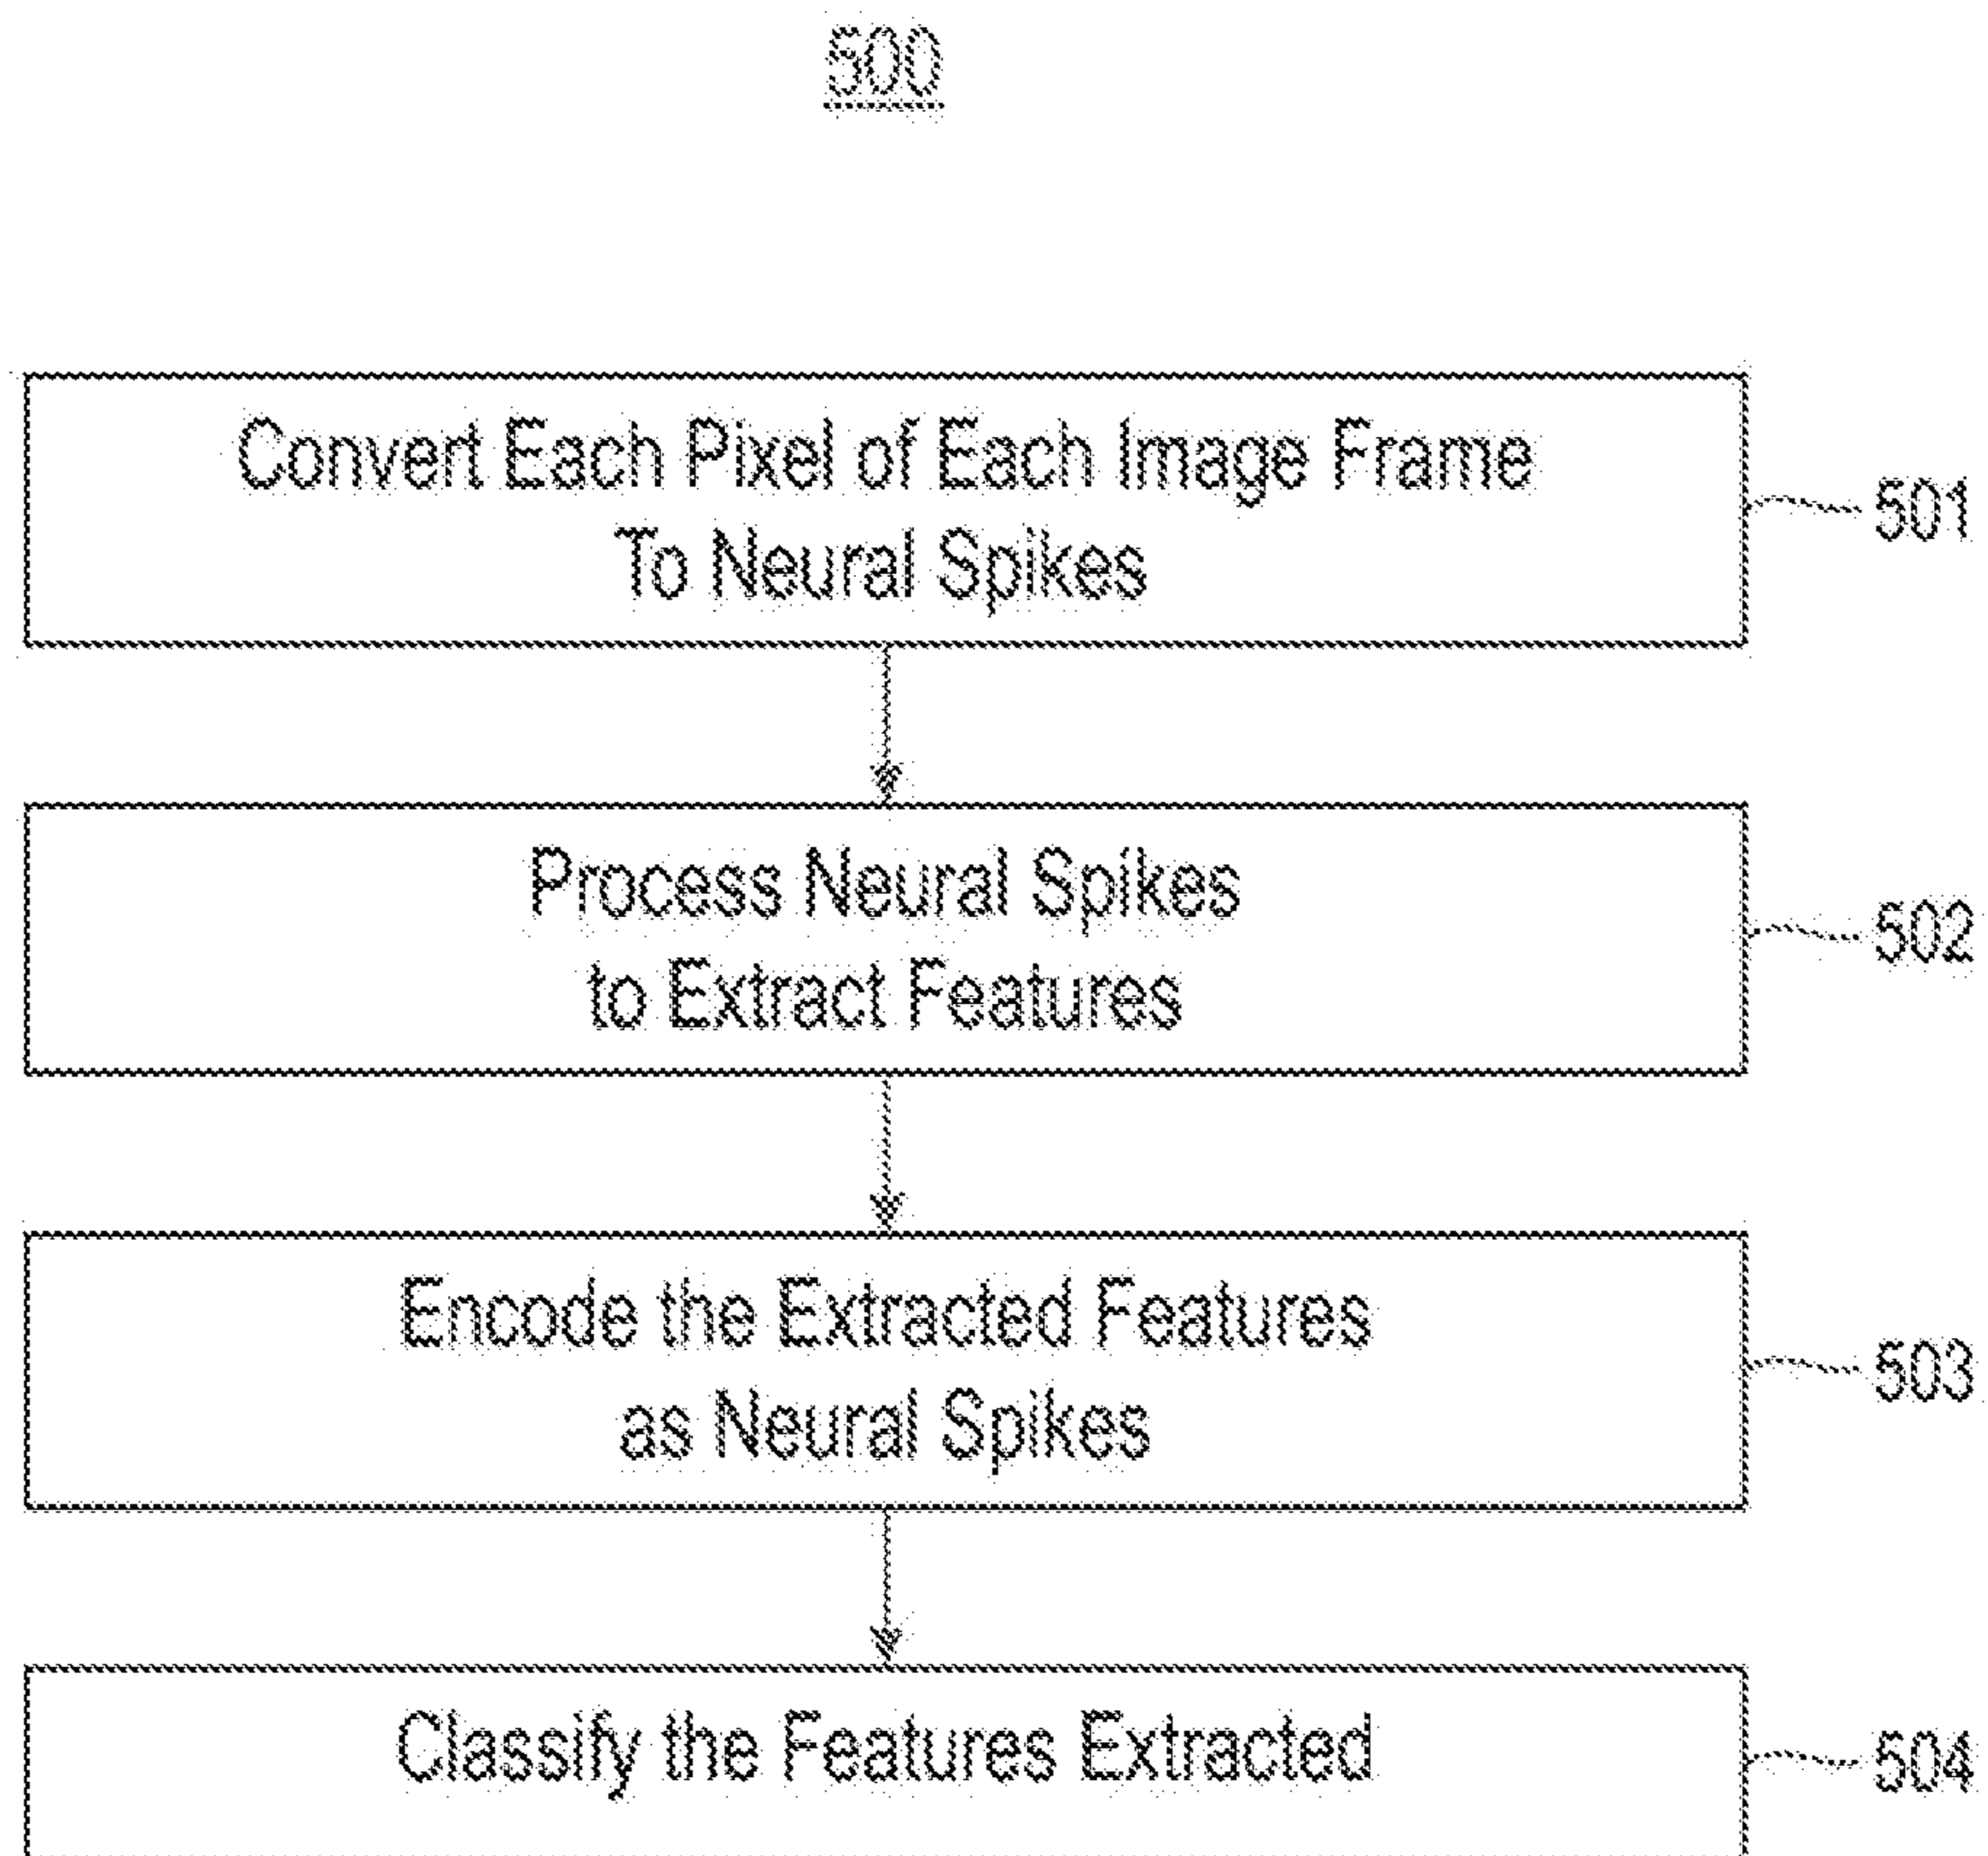 500
Convert Each Pixel of Each Image Frame
To Neural Spikes
501
Process Neural Spikes
to Extract Features
502
Encode the Extracted Features
as Neural Spikes
503
Classify the Features Extracted
504